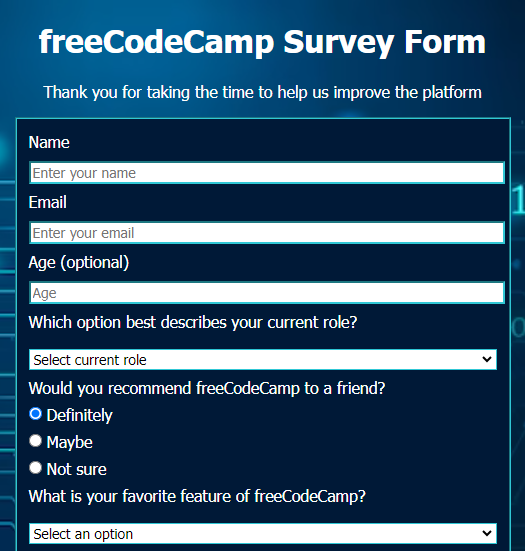 freeCodeCamp Survey Form
Thank you for taking the time to help us improve the platform
Name
Enter your name
Email
Enter your email
Age (optional)
Age
Which option best describes your current role?
Select current role
Would you recommend freeCodeCamp to a friend?
Definitely
Maybe
Not sure
What is your favorite feature of freeCodeCamp?
Select an option